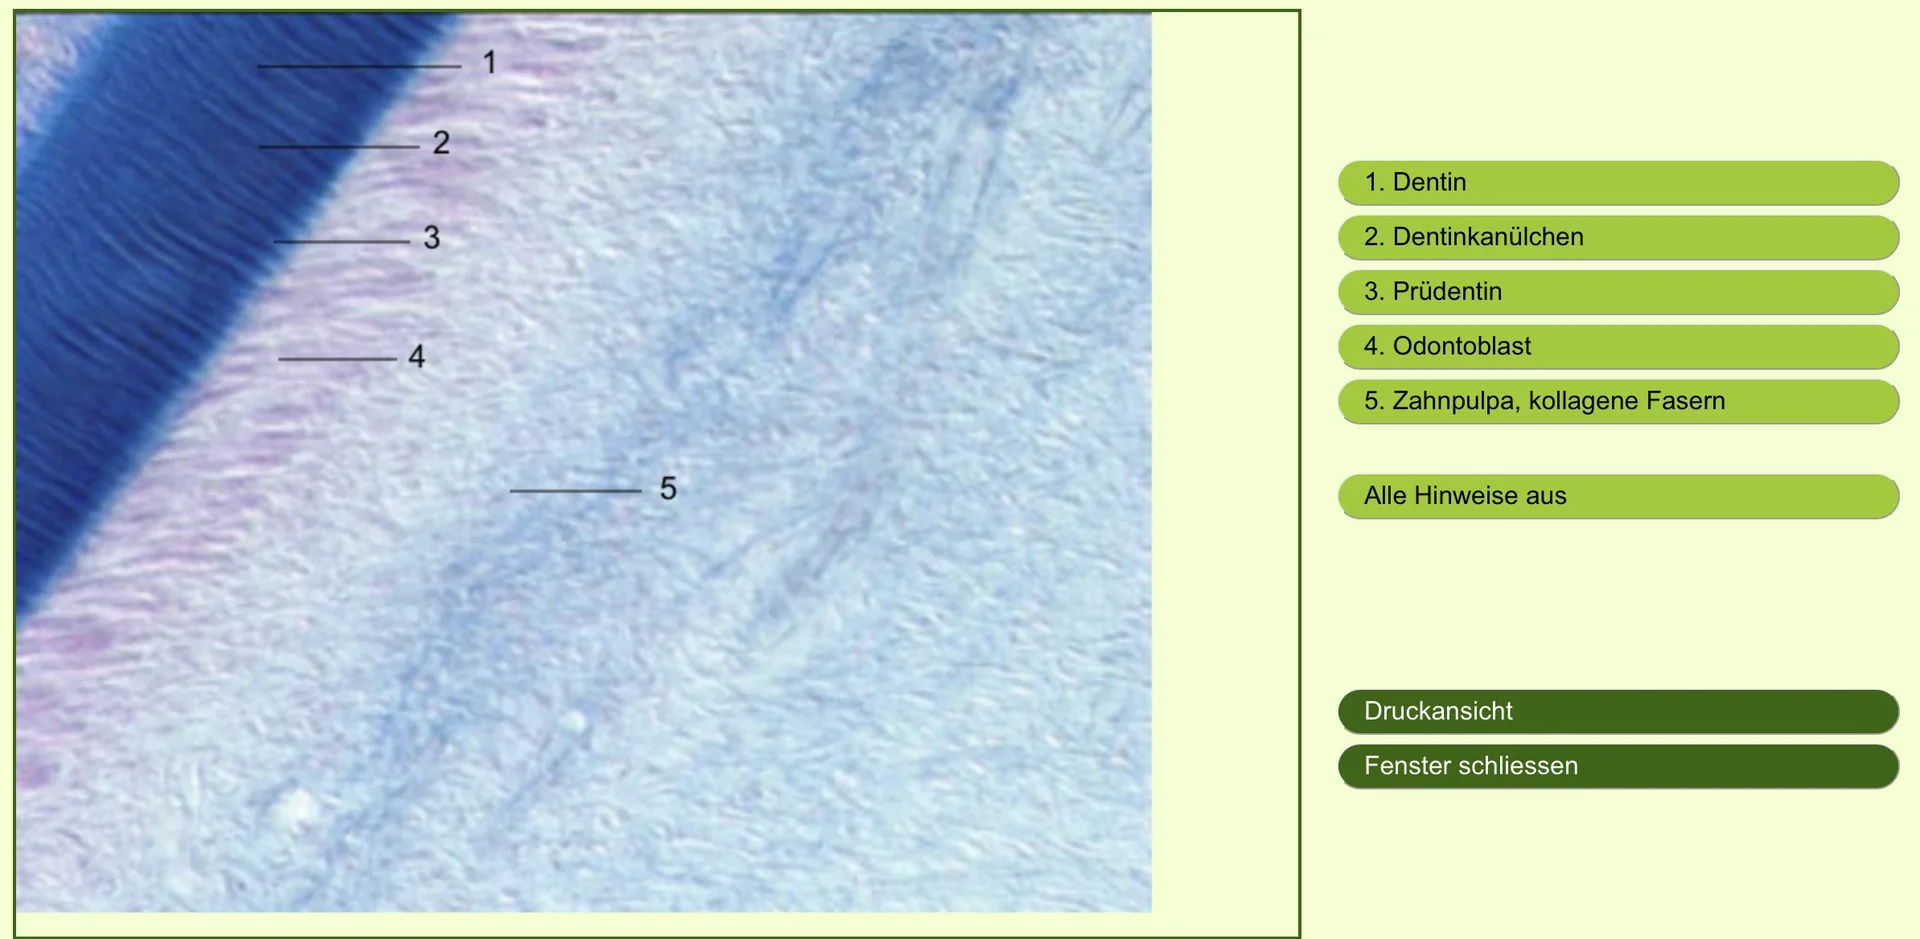 1
2
3
4
5
1. Dentin
2. Dentinkanülchen
3. Prüdentin
4. Odontoblast
5. Zahnpulpa, kollagene Fasern
Alle Hinweise aus
Druckansicht
Fenster schliessen